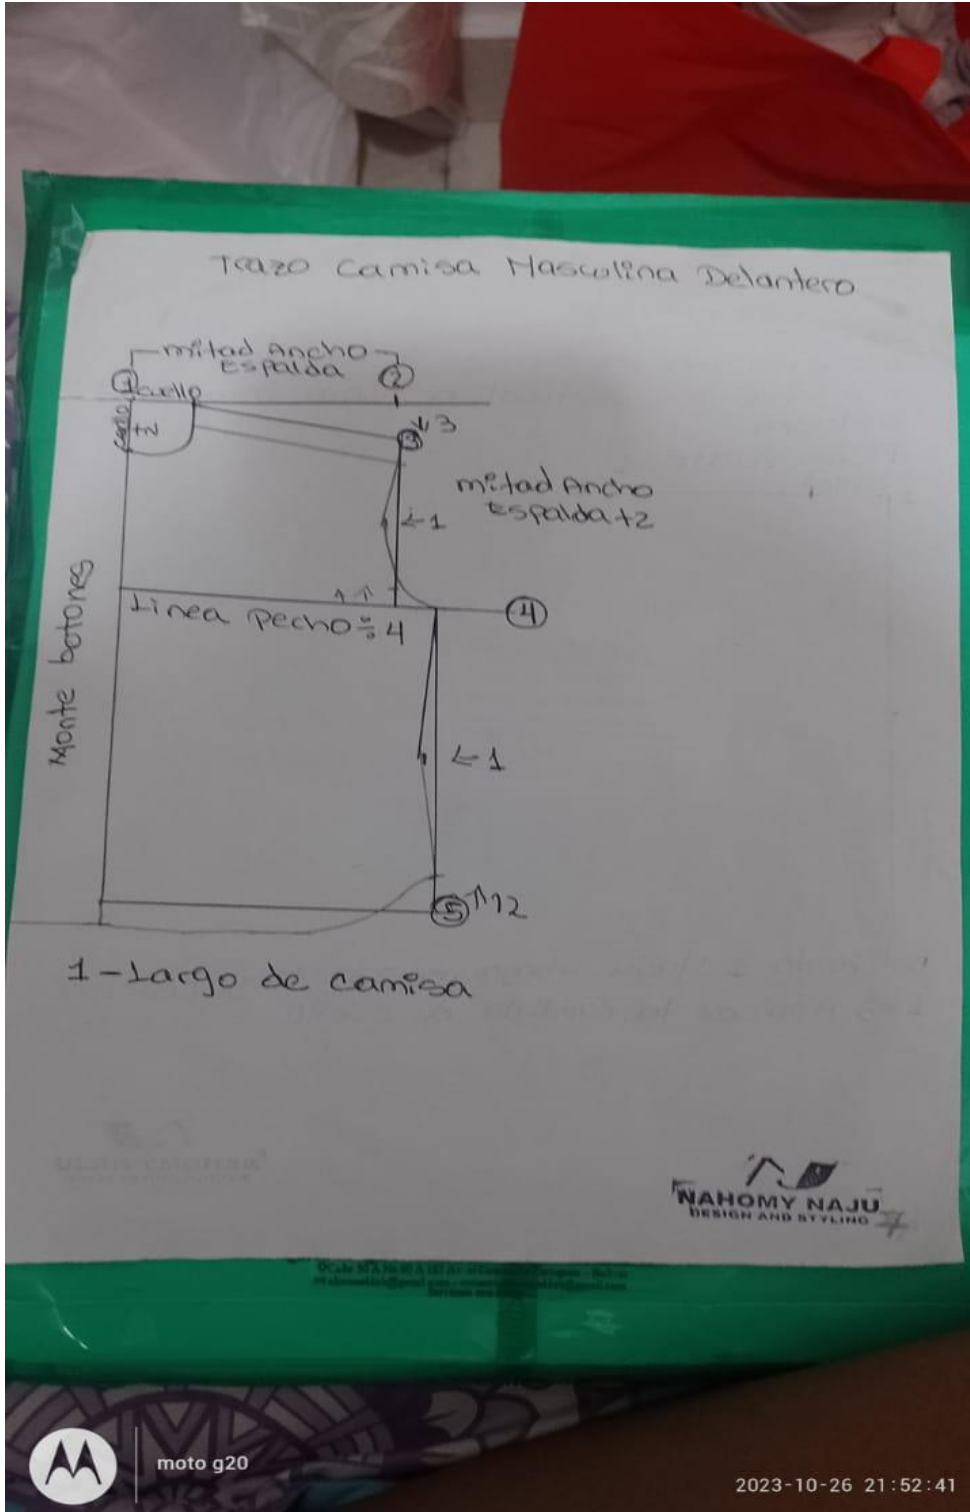 Trazo Camisa Masculina Delantero
mitad Ancho
Espalda
1
2
cuello
cuello
+2
3
↓3
mitad Ancho
Espalda +2
←1
Linea pecho ÷ 4
4
Monte botones
←1
5
↑12
1-Largo de camisa
NAHOMY NAJU
DESIGN AND STYLING
7
moto g20
2023-10-26 21:52:41